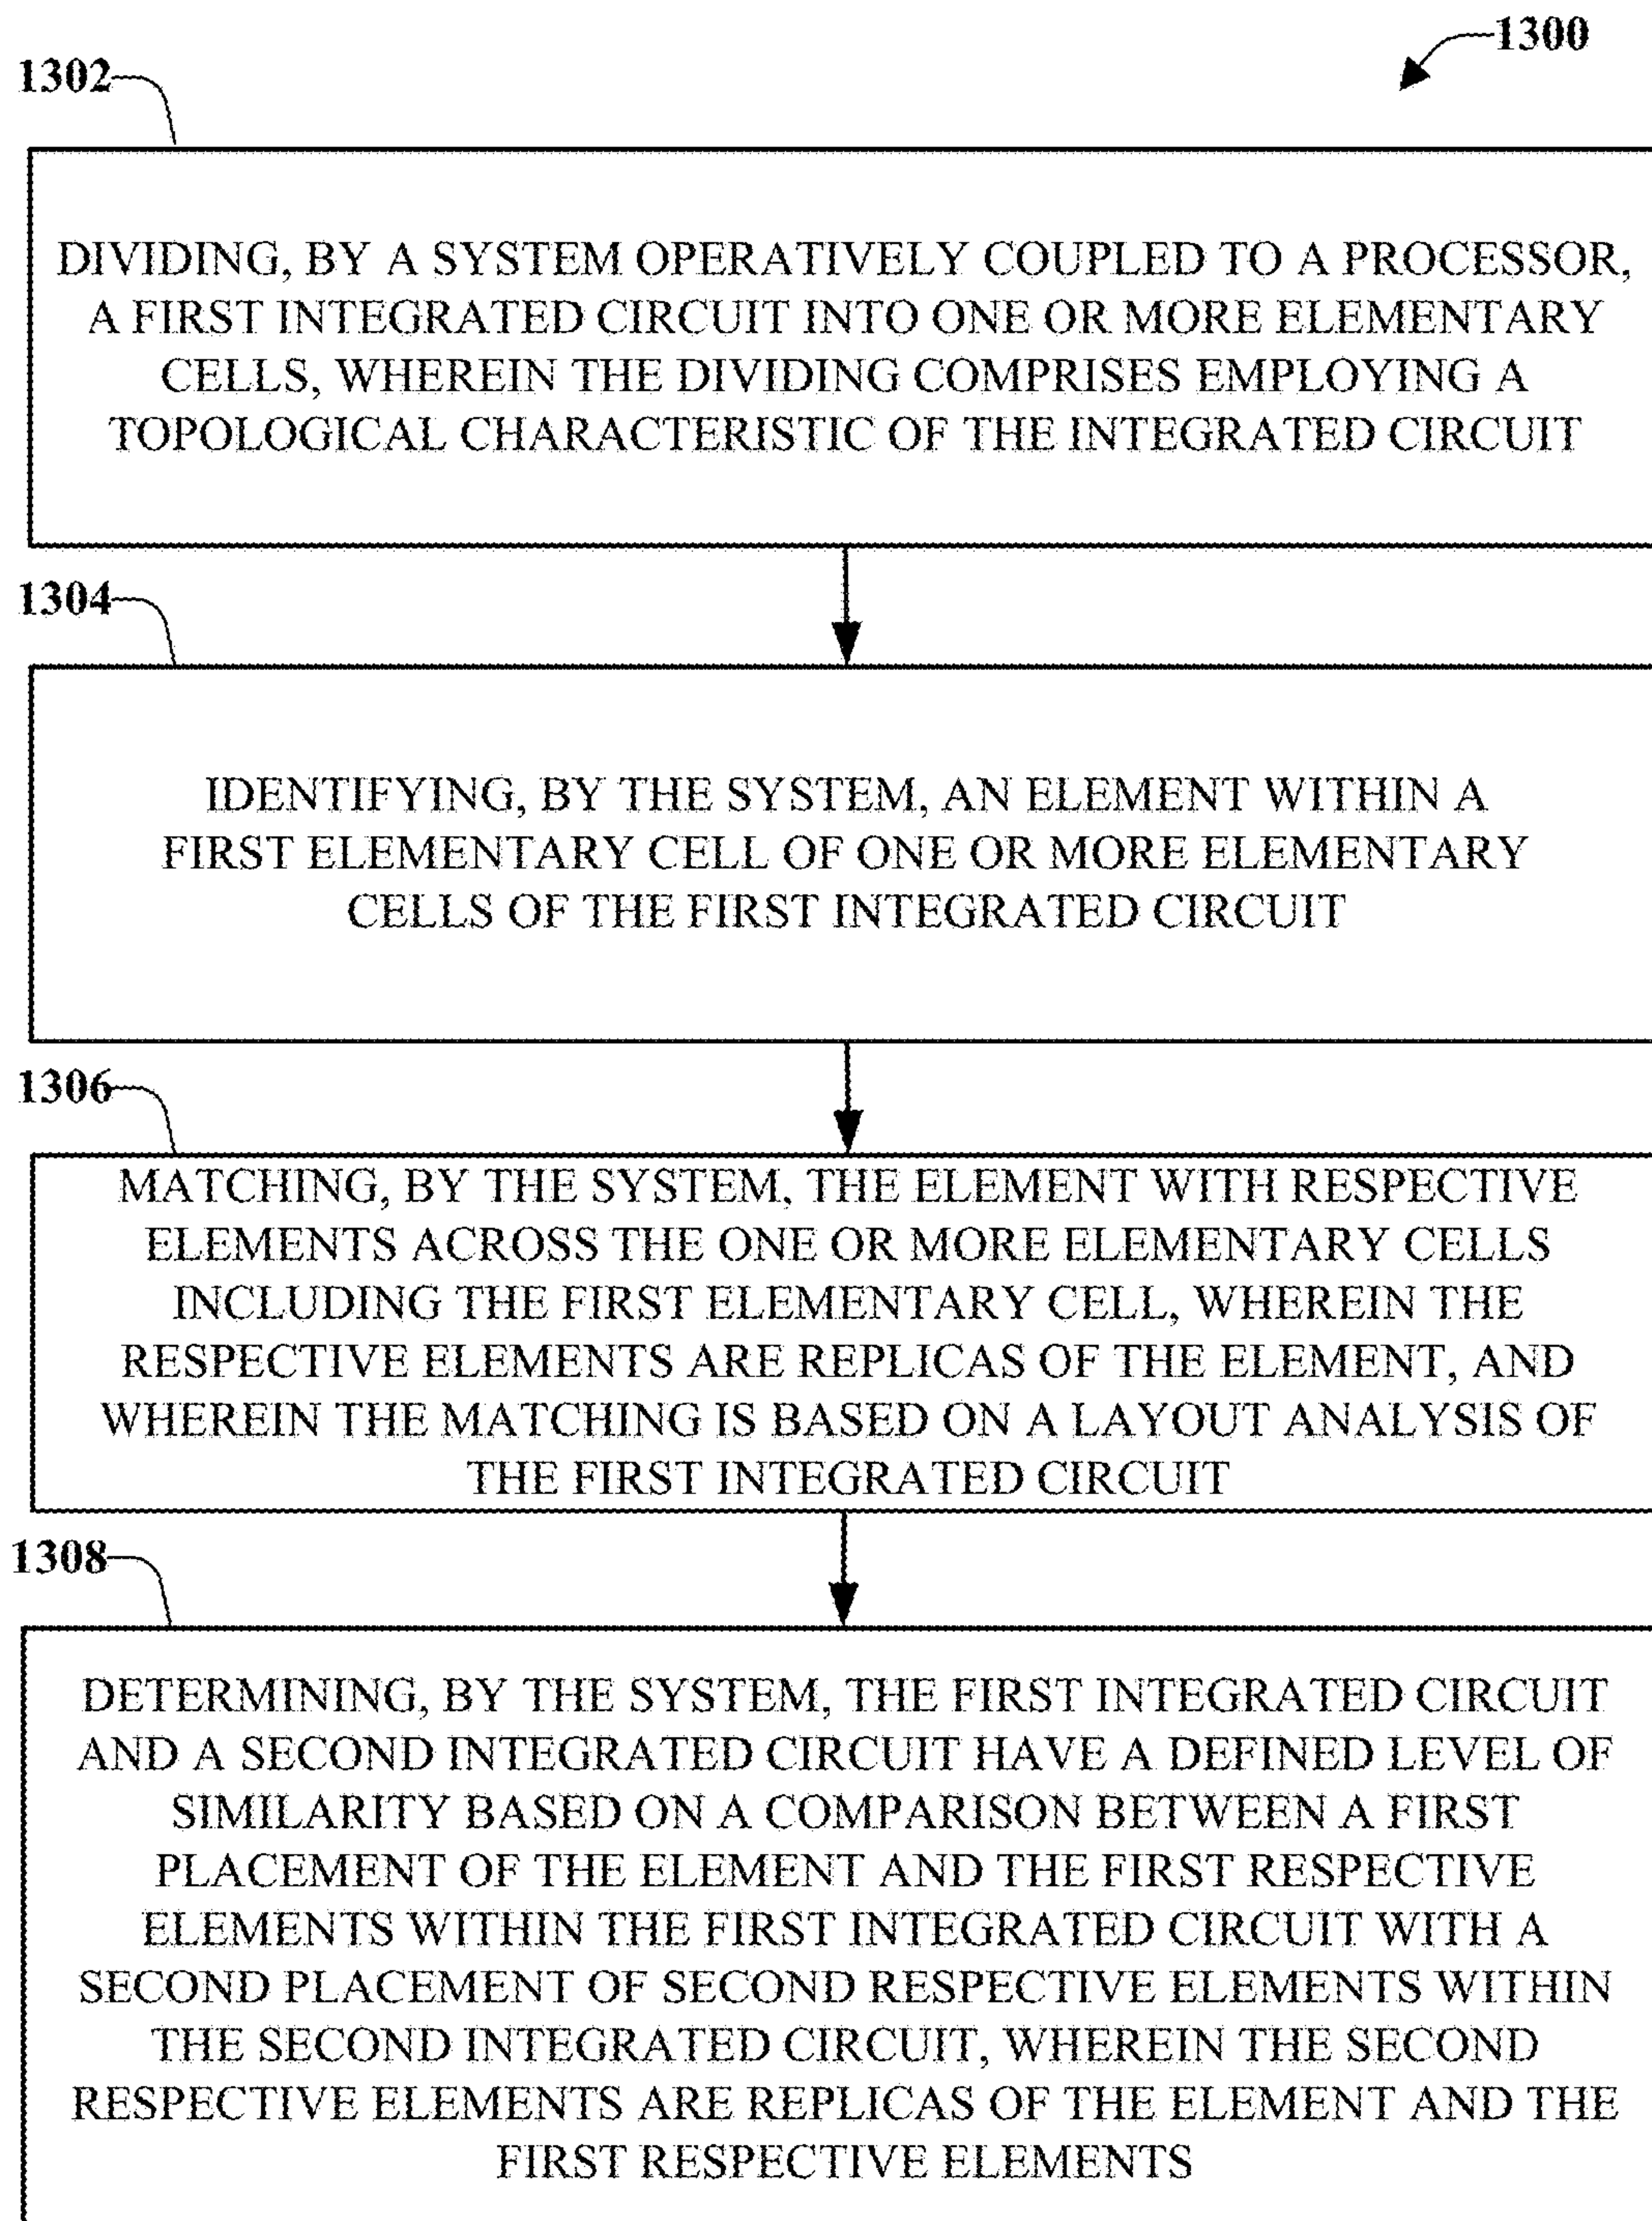 1300
1302
DIVIDING, BY A SYSTEM OPERATIVELY COUPLED TO A PROCESSOR,
A FIRST INTEGRATED CIRCUIT INTO ONE OR MORE ELEMENTARY
CELLS, WHEREIN THE DIVIDING COMPRISES EMPLOYING A
TOPOLOGICAL CHARACTERISTIC OF THE INTEGRATED CIRCUIT
1304
IDENTIFYING, BY THE SYSTEM, AN ELEMENT WITHIN A
FIRST ELEMENTARY CELL OF ONE OR MORE ELEMENTARY
CELLS OF THE FIRST INTEGRATED CIRCUIT
1306
MATCHING, BY THE SYSTEM, THE ELEMENT WITH RESPECTIVE
ELEMENTS ACROSS THE ONE OR MORE ELEMENTARY CELLS
INCLUDING THE FIRST ELEMENTARY CELL, WHEREIN THE
RESPECTIVE ELEMENTS ARE REPLICAS OF THE ELEMENT, AND
WHEREIN THE MATCHING IS BASED ON A LAYOUT ANALYSIS OF
THE FIRST INTEGRATED CIRCUIT
1308
DETERMINING, BY THE SYSTEM, THE FIRST INTEGRATED CIRCUIT
AND A SECOND INTEGRATED CIRCUIT HAVE A DEFINED LEVEL OF
SIMILARITY BASED ON A COMPARISON BETWEEN A FIRST
PLACEMENT OF THE ELEMENT AND THE FIRST RESPECTIVE
ELEMENTS WITHIN THE FIRST INTEGRATED CIRCUIT WITH A
SECOND PLACEMENT OF SECOND RESPECTIVE ELEMENTS WITHIN
THE SECOND INTEGRATED CIRCUIT, WHEREIN THE SECOND
RESPECTIVE ELEMENTS ARE REPLICAS OF THE ELEMENT AND THE
FIRST RESPECTIVE ELEMENTS